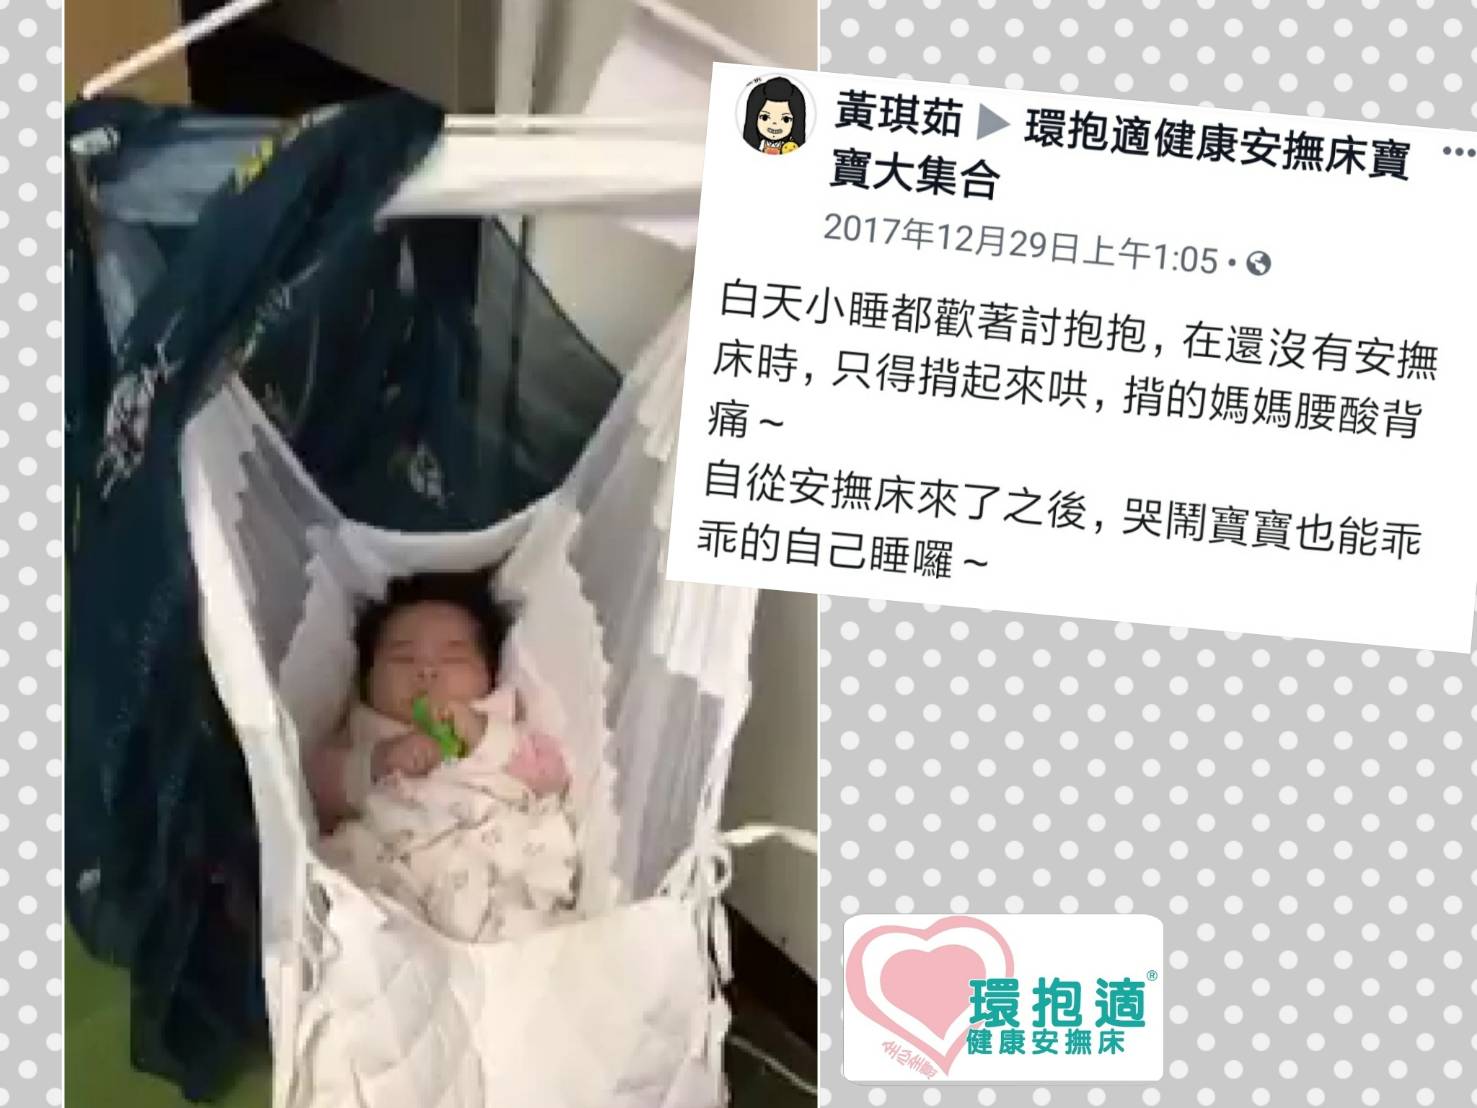 黃琪茹 ▶ 環抱適健康安撫床寶
寶大集合
2017年12月29日上午1:05 •
白天小睡都歡著討抱抱, 在還沒有安撫
床時, 只得揹起來哄, 揹的媽媽腰酸背
痛~
自從安撫床來了之後, 哭鬧寶寶也能乖
乖的自己睡囉~
環抱適®
健康安撫床